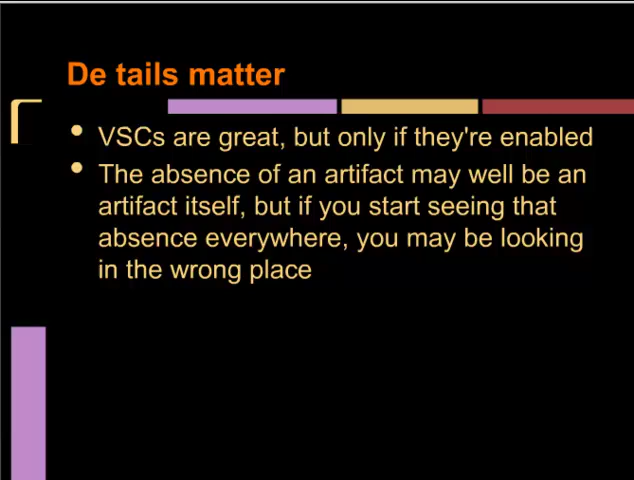 De tails matter
• VSCs are great, but only if they're enabled
• The absence of an artifact may well be an
artifact itself, but if you start seeing that
absence everywhere, you may be looking
in the wrong place